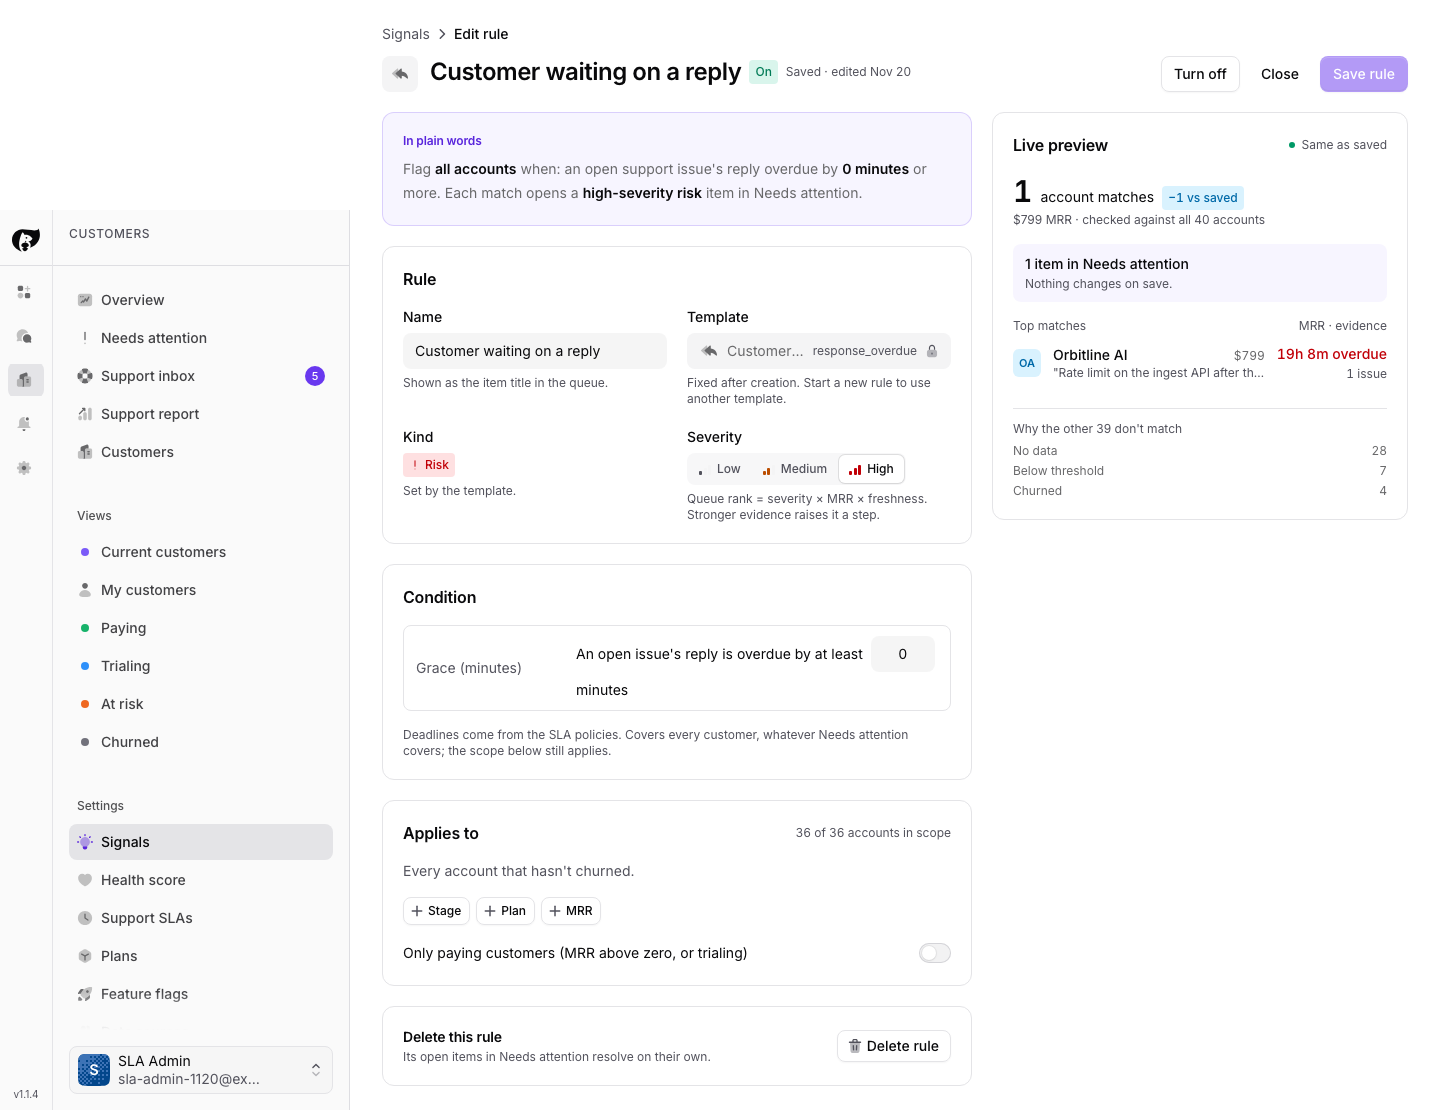 Signals > Edit rule
Customer waiting on a reply
On
Saved · edited Nov 20
Turn off
Close
Save rule
CUSTOMERS
Overview
Needs attention
Support inbox
5
Support report
Customers
Views
Current customers
My customers
Paying
Trialing
At risk
Churned
Settings
Signals
Health score
Support SLAs
Plans
Feature flags
S
SLA Admin
sla-admin-1120@ex...
v1.1.4
In plain words
Flag all accounts when: an open support issue's reply overdue by 0 minutes or
more. Each match opens a high-severity risk item in Needs attention.
Rule
Name
Customer waiting on a reply
Shown as the item title in the queue.
Template
Customer... response_overdue
Fixed after creation. Start a new rule to use
another template.
Kind
Risk
Set by the template.
Severity
Low
Medium
High
Queue rank = severity × MRR × freshness.
Stronger evidence raises it a step.
Condition
Grace (minutes)
An open issue's reply is overdue by at least 0
minutes
Deadlines come from the SLA policies. Covers every customer, whatever Needs attention
covers; the scope below still applies.
Applies to
36 of 36 accounts in scope
Every account that hasn't churned.
+ Stage
+ Plan
+ MRR
Only paying customers (MRR above zero, or trialing)
Delete this rule
Its open items in Needs attention resolve on their own.
Delete rule
Live preview
Same as saved
1 account matches
−1 vs saved
$799 MRR · checked against all 40 accounts
1 item in Needs attention
Nothing changes on save.
Top matches
MRR · evidence
OA
Orbitline AI
$799
19h 8m overdue
"Rate limit on the ingest API after th...
1 issue
Why the other 39 don't match
No data 28
Below threshold 7
Churned 4